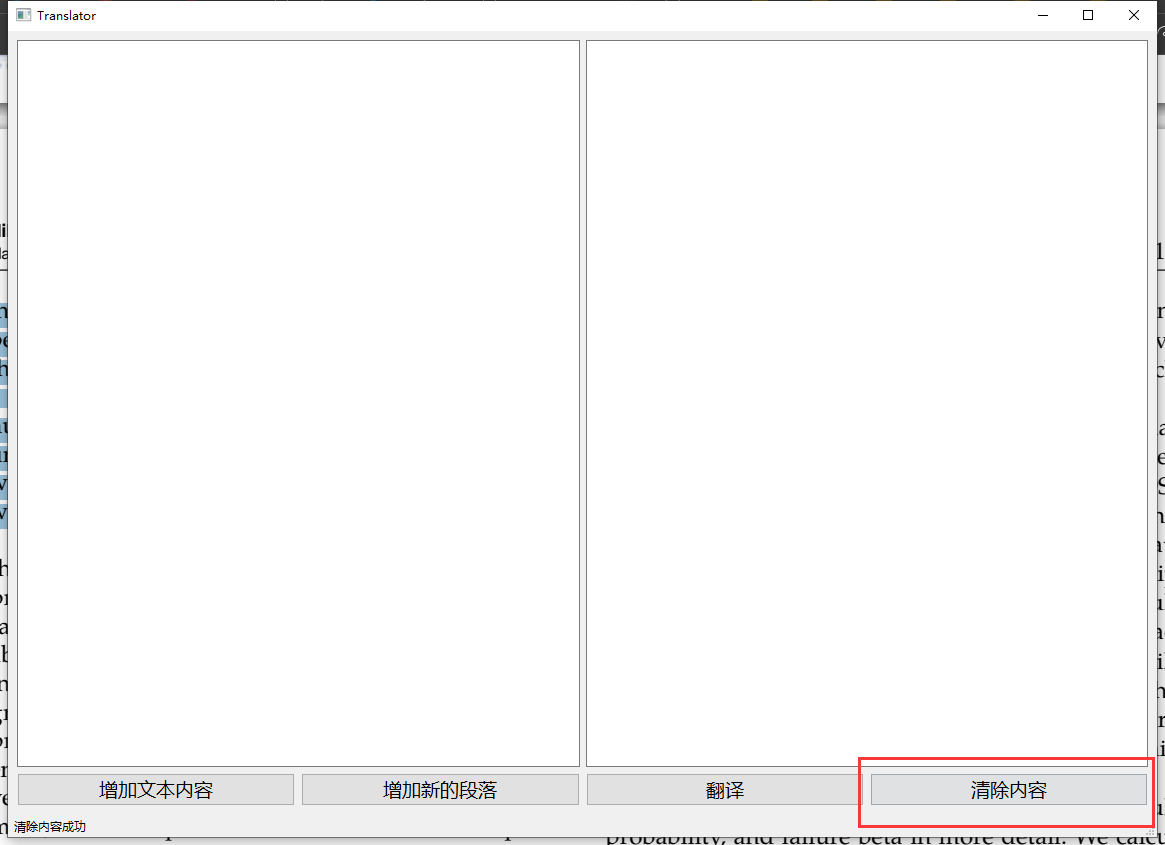 Translator
增加文本内容
增加新的段落
翻译
清除内容
清除内容成功
probability, and failure beta in more detail. We calcu